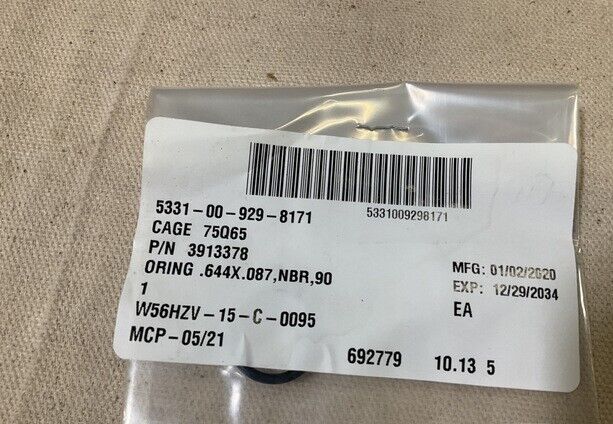 5331-00-929-8171 5331009298171
CAGE 75Q65
P/N 3913378
ORING .644X.087,NBR,90 MFG: 01/02/2020
1 EXP: 12/29/2034
W56HZV-15-C-0095 EA
MCP-05/21 692779 10.13 5